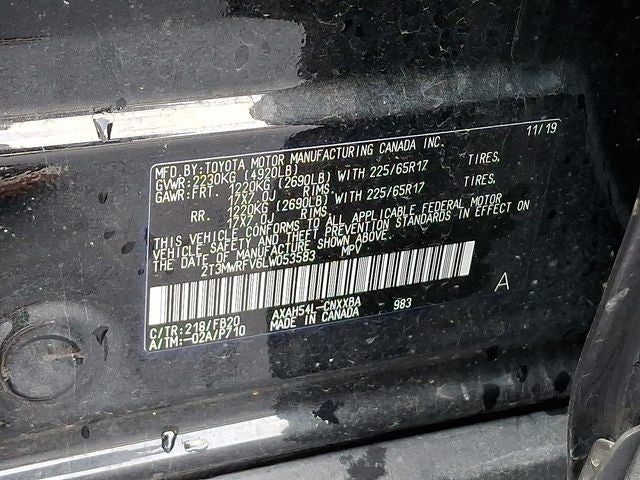 MFD.BY:TOYOTA MOTOR MANUFACTURING CANADA INC. 11/19
GVWR:2230KG (4920LB)
GAWR:FRT. 1220KG (2690LB) WITH 225/65R17 TIRES,
17X7.0J RIMS,
RR. 1220KG (2690LB) WITH 225/65R17 TIRES,
17X7.0J RIMS
THIS VEHICLE CONFORMS TO ALL APPLICABLE FEDERAL MOTOR
VEHICLE SAFETY AND THEFT PREVENTION STANDARDS IN EFFECT ON
THE DATE OF MANUFACTURE SHOWN ABOVE.
2T3MWRFV6LW053583 MPV
A
C/TR:218/FB20 AXAH54L-CNXXBA 983
A/TM:-02A/P710 MADE IN CANADA